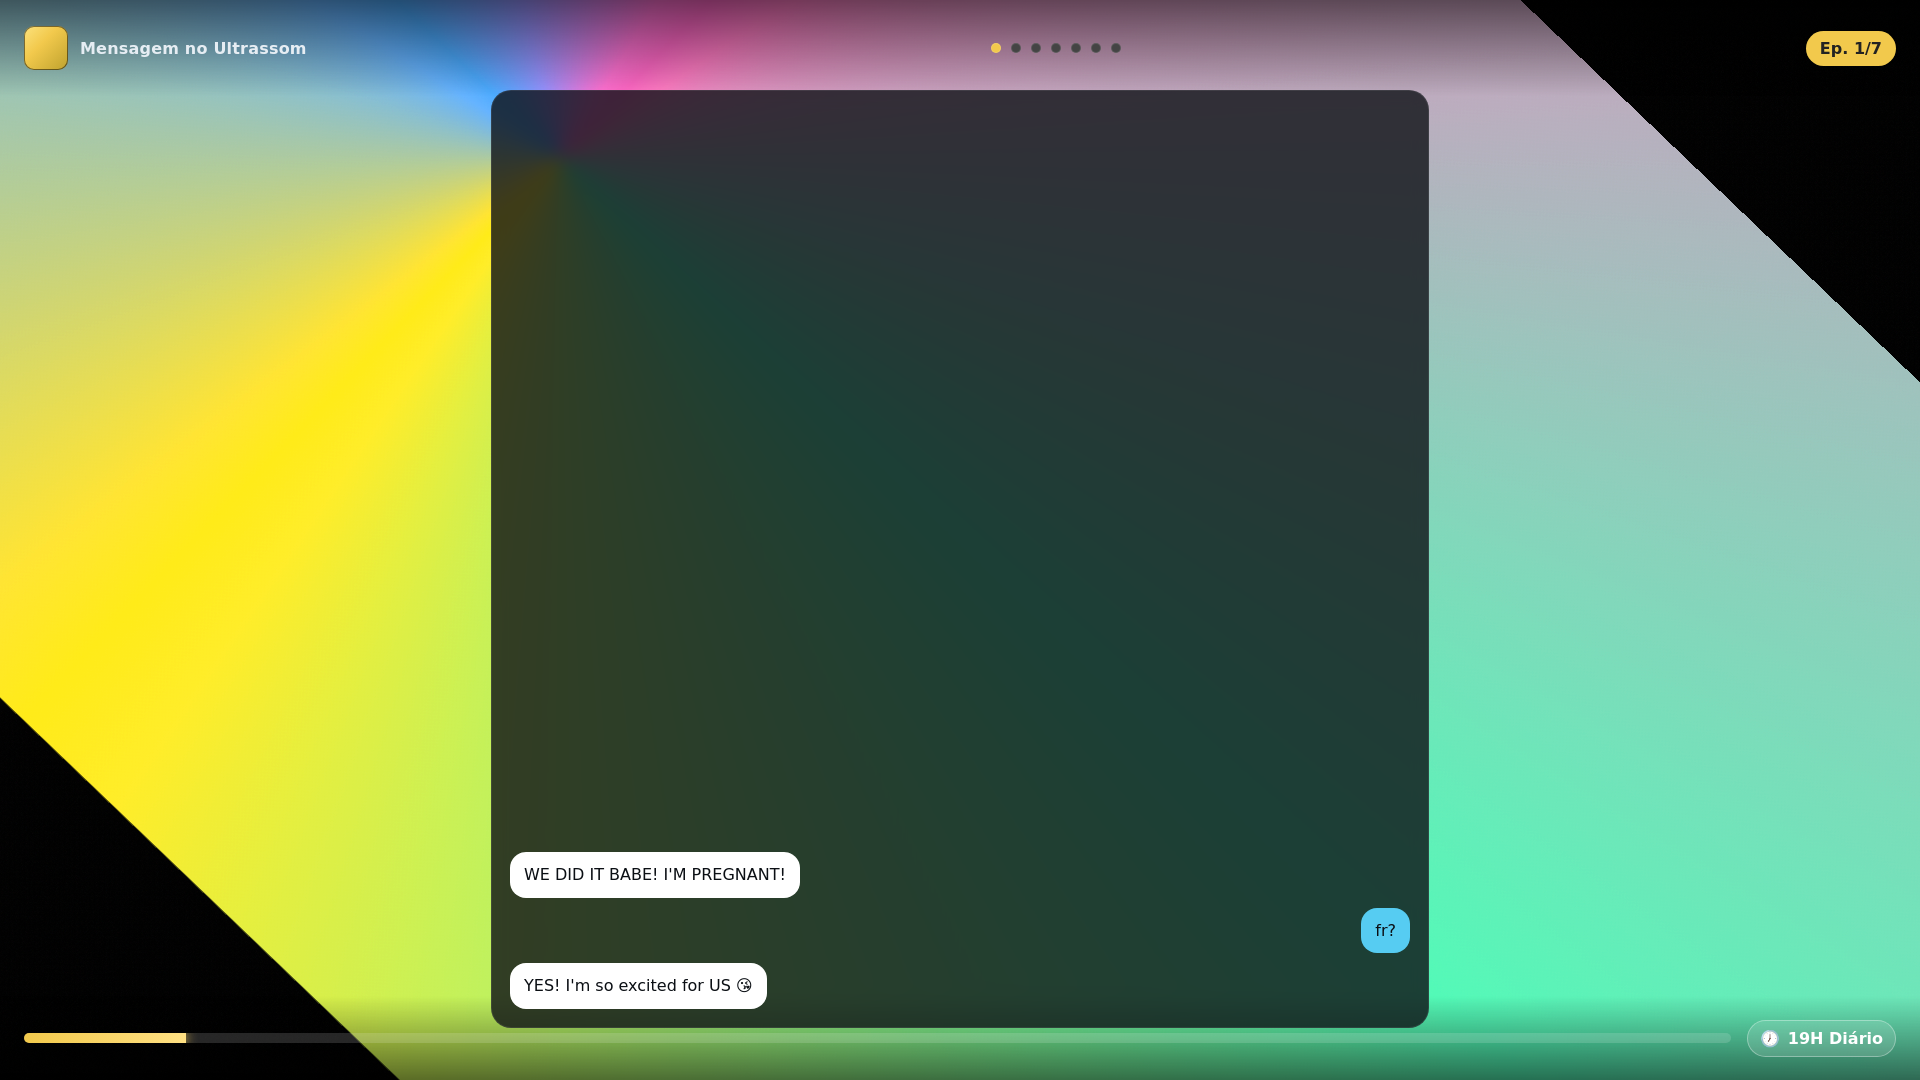 Mensagem no Ultrassom
Ep. 1/7
WE DID IT BABE! I'M PREGNANT!
fr?
YES! I'm so excited for US 😘
🕖 19H Diário